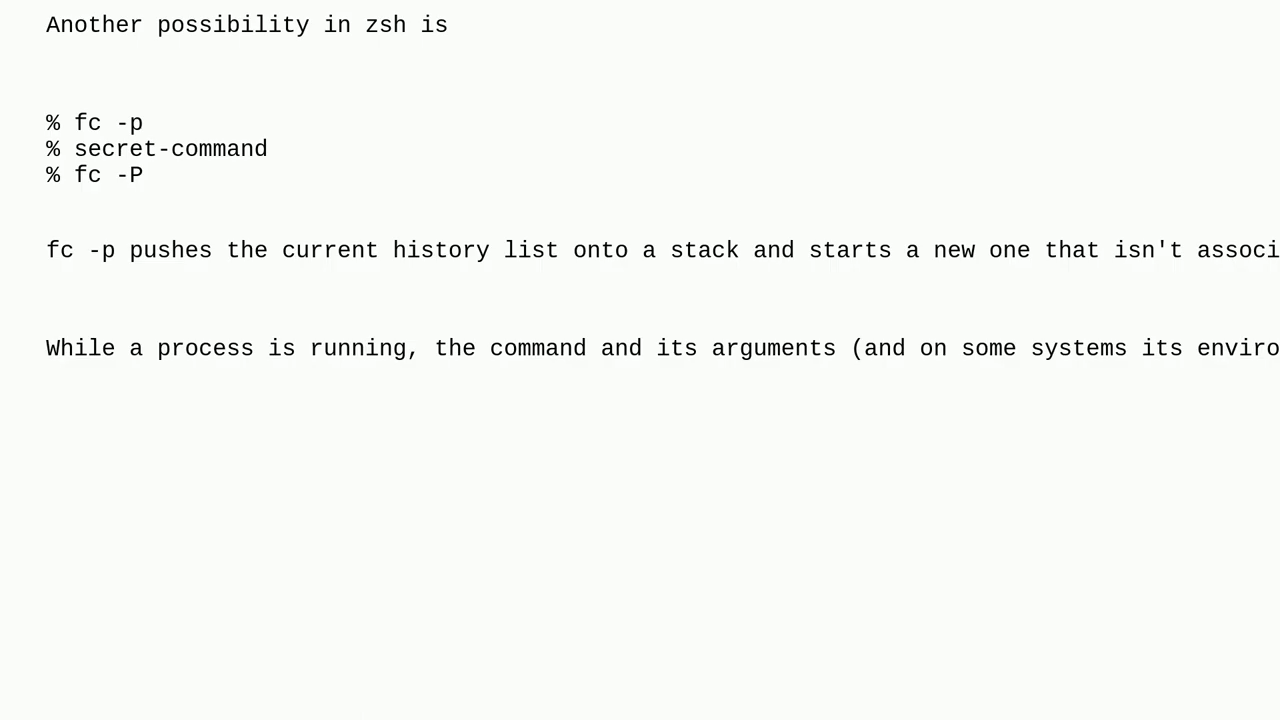 Another possibility in zsh is
% fc -p
% secret-command
% fc -P
fc -p pushes the current history list onto a stack and starts a new one that isn't associ
While a process is running, the command and its arguments (and on some systems its enviro